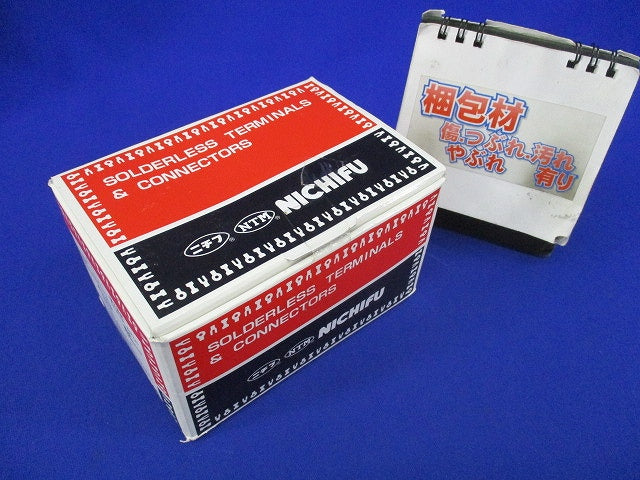 SOLDERLESS TERMINALS
& CONNECTORS
ニチフ® NTM® NICHIFU
SOLDERLESS TERMINALS
& CONNECTORS
ニチフ NTM NICHIFU
梱包材
傷、つぶれ、汚れ
やぶれ 有り